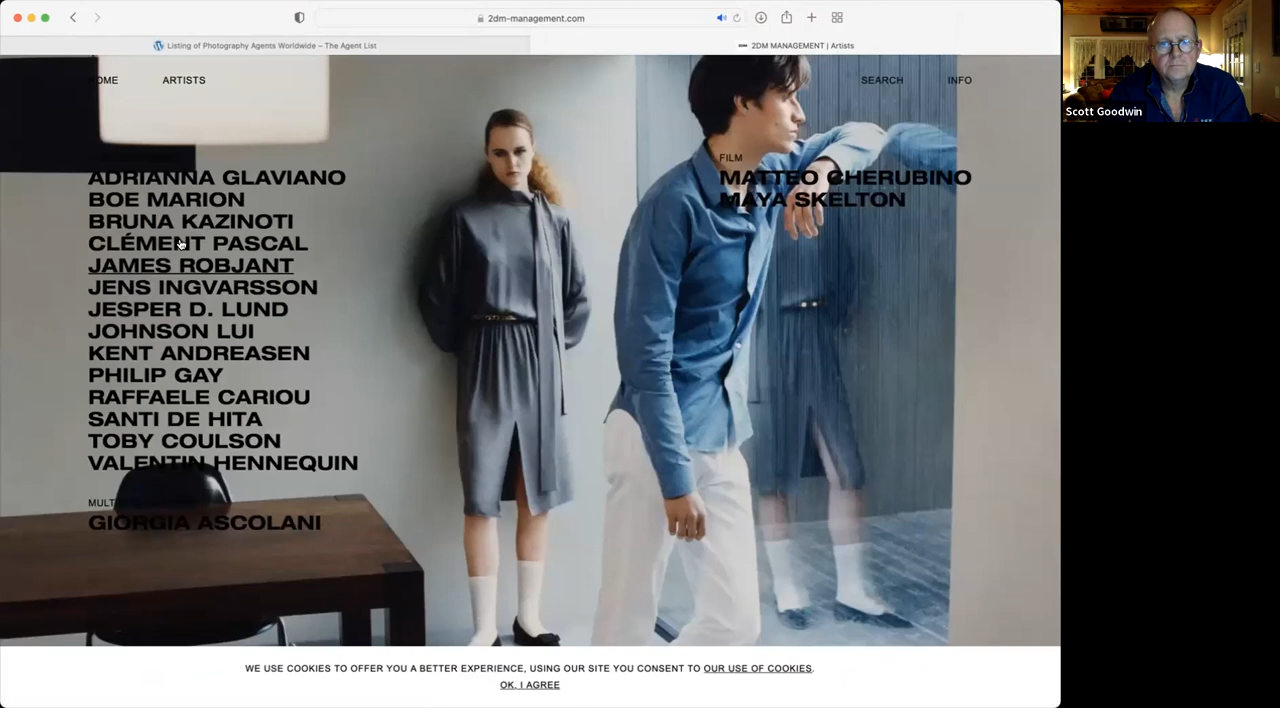 2dm-management.com
Listing of Photography Agents Worldwide – The Agent List
2DM MANAGEMENT | Artists
HOME
ARTISTS
SEARCH
INFO
ADRIANNA GLAVIANO
BOE MARION
BRUNA KAZINOTI
CLÉMENT PASCAL
JAMES ROBJANT
JENS INGVARSSON
JESPER D. LUND
JOHNSON LUI
KENT ANDREASEN
PHILIP GAY
RAFFAELE CARIOU
SANTI DE HITA
TOBY COULSON
VALENTIN HENNEQUIN
GIORGIA ASCOLANI
FILM
MATTEO CHERUBINO
MAYA SKELTON
WE USE COOKIES TO OFFER YOU A BETTER EXPERIENCE, USING OUR SITE YOU CONSENT TO OUR USE OF COOKIES.
OK, I AGREE
Scott Goodwin